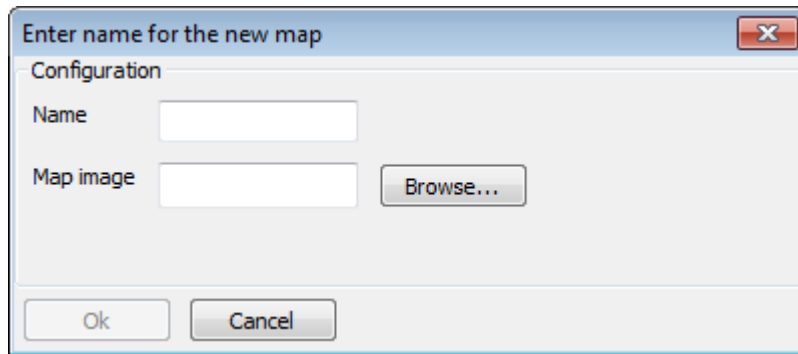 Enter name for the new map
Configuration
Name
Map image
Browse...
Ok
Cancel